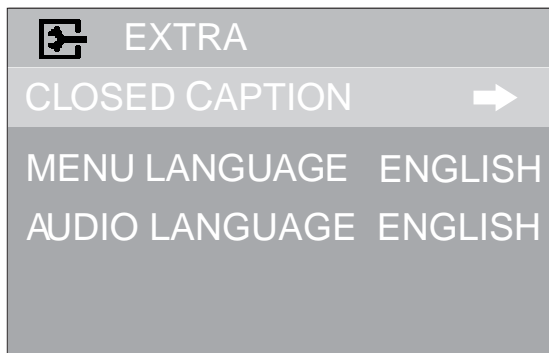 EXTRA
CLOSED CAPTION
MENU LANGUAGE ENGLISH
AUDIO LANGUAGE ENGLISH